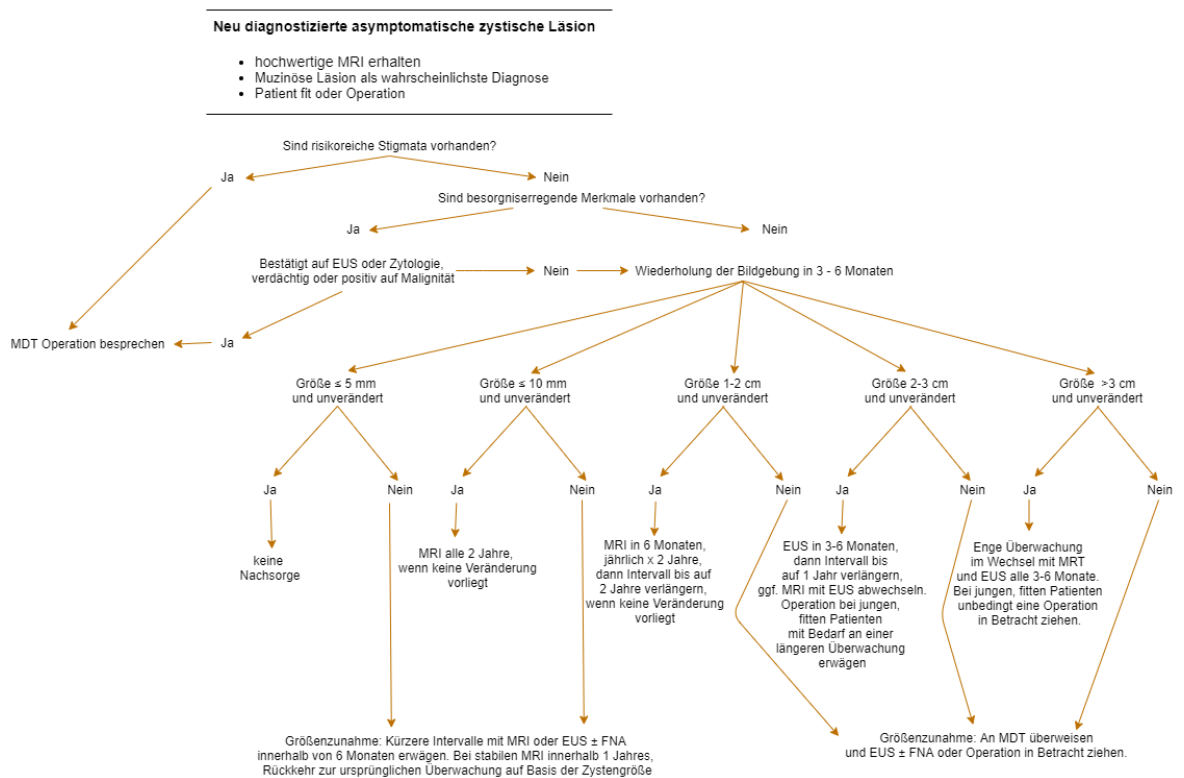 Neu diagnostizierte asymptomatische zystische Läsion
• hochwertige MRI erhalten
• Muzinöse Läsion als wahrscheinlichste Diagnose
• Patient fit oder Operation
Sind risikoreiche Stigmata vorhanden?
Ja
Nein
Sind besorgniserregende Merkmale vorhanden?
Ja
Nein
Bestätigt auf EUS oder Zytologie,
verdächtig oder positiv auf Malignität
Nein
Wiederholung der Bildgebung in 3 - 6 Monaten
MDT Operation besprechen
Ja
Größe ≤ 5 mm
und unverändert
Größe ≤ 10 mm
und unverändert
Größe 1-2 cm
und unverändert
Größe 2-3 cm
und unverändert
Größe >3 cm
und unverändert
Ja
Nein
Ja
Nein
Ja
Nein
Ja
Nein
Ja
Nein
keine
Nachsorge
MRI alle 2 Jahre,
wenn keine Veränderung
vorliegt
MRI in 6 Monaten,
jährlich x 2 Jahre,
dann Intervall bis auf
2 Jahre verlängern,
wenn keine Veränderung
vorliegt
EUS in 3-6 Monaten,
dann Intervall bis
auf 1 Jahr verlängern,
ggf. MRI mit EUS abwechseln.
Operation bei jungen,
fitten Patienten
mit Bedarf an einer
längeren Überwachung
erwägen
Enge Überwachung
im Wechsel mit MRT
und EUS alle 3-6 Monate.
Bei jungen, fitten Patienten
unbedingt eine Operation
in Betracht ziehen.
Größenzunahme: Kürzere Intervalle mit MRI oder EUS ± FNA
innerhalb von 6 Monaten erwägen. Bei stabilen MRI innerhalb 1 Jahres,
Rückkehr zur ursprünglichen Überwachung auf Basis der Zystengröße
Größenzunahme: An MDT überweisen
und EUS ± FNA oder Operation in Betracht ziehen.